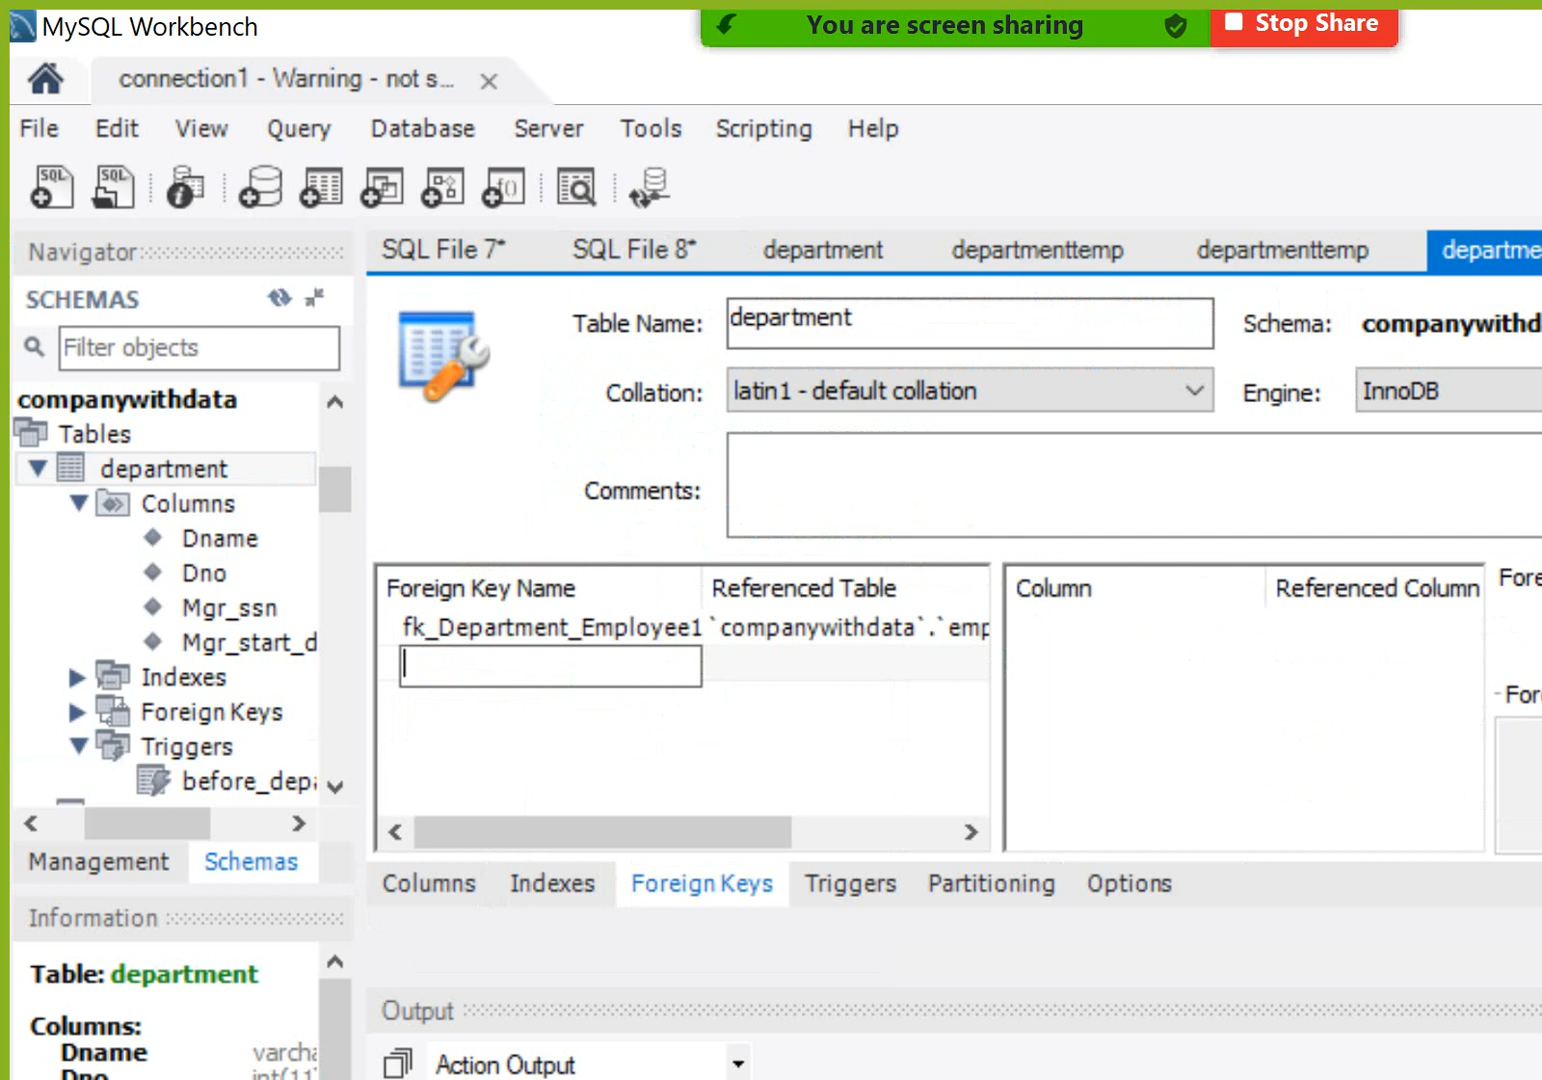 MySQL Workbench
You are screen sharing
Stop Share
connection1 - Warning - not s...
File Edit View Query Database Server Tools Scripting Help
SQL SQL
Navigator
SQL File 7* SQL File 8* department departmenttemp departmenttemp departme
SCHEMAS
Filter objects
Table Name: department Schema: companywithd
Collation: latin1 - default collation Engine: InnoDB
Comments:
companywithdata
Tables
department
Columns
Dname
Dno
Mgr_ssn
Mgr_start_d
Indexes
Foreign Keys
Triggers
before_depa
Foreign Key Name Referenced Table
fk_Department_Employee1 `companywithdata`.`emp
Column Referenced Column
Fore
Fore
Management Schemas
Columns Indexes Foreign Keys Triggers Partitioning Options
Information
Table: department
Columns:
Dname varcha
Dno int(11)
Output
Action Output